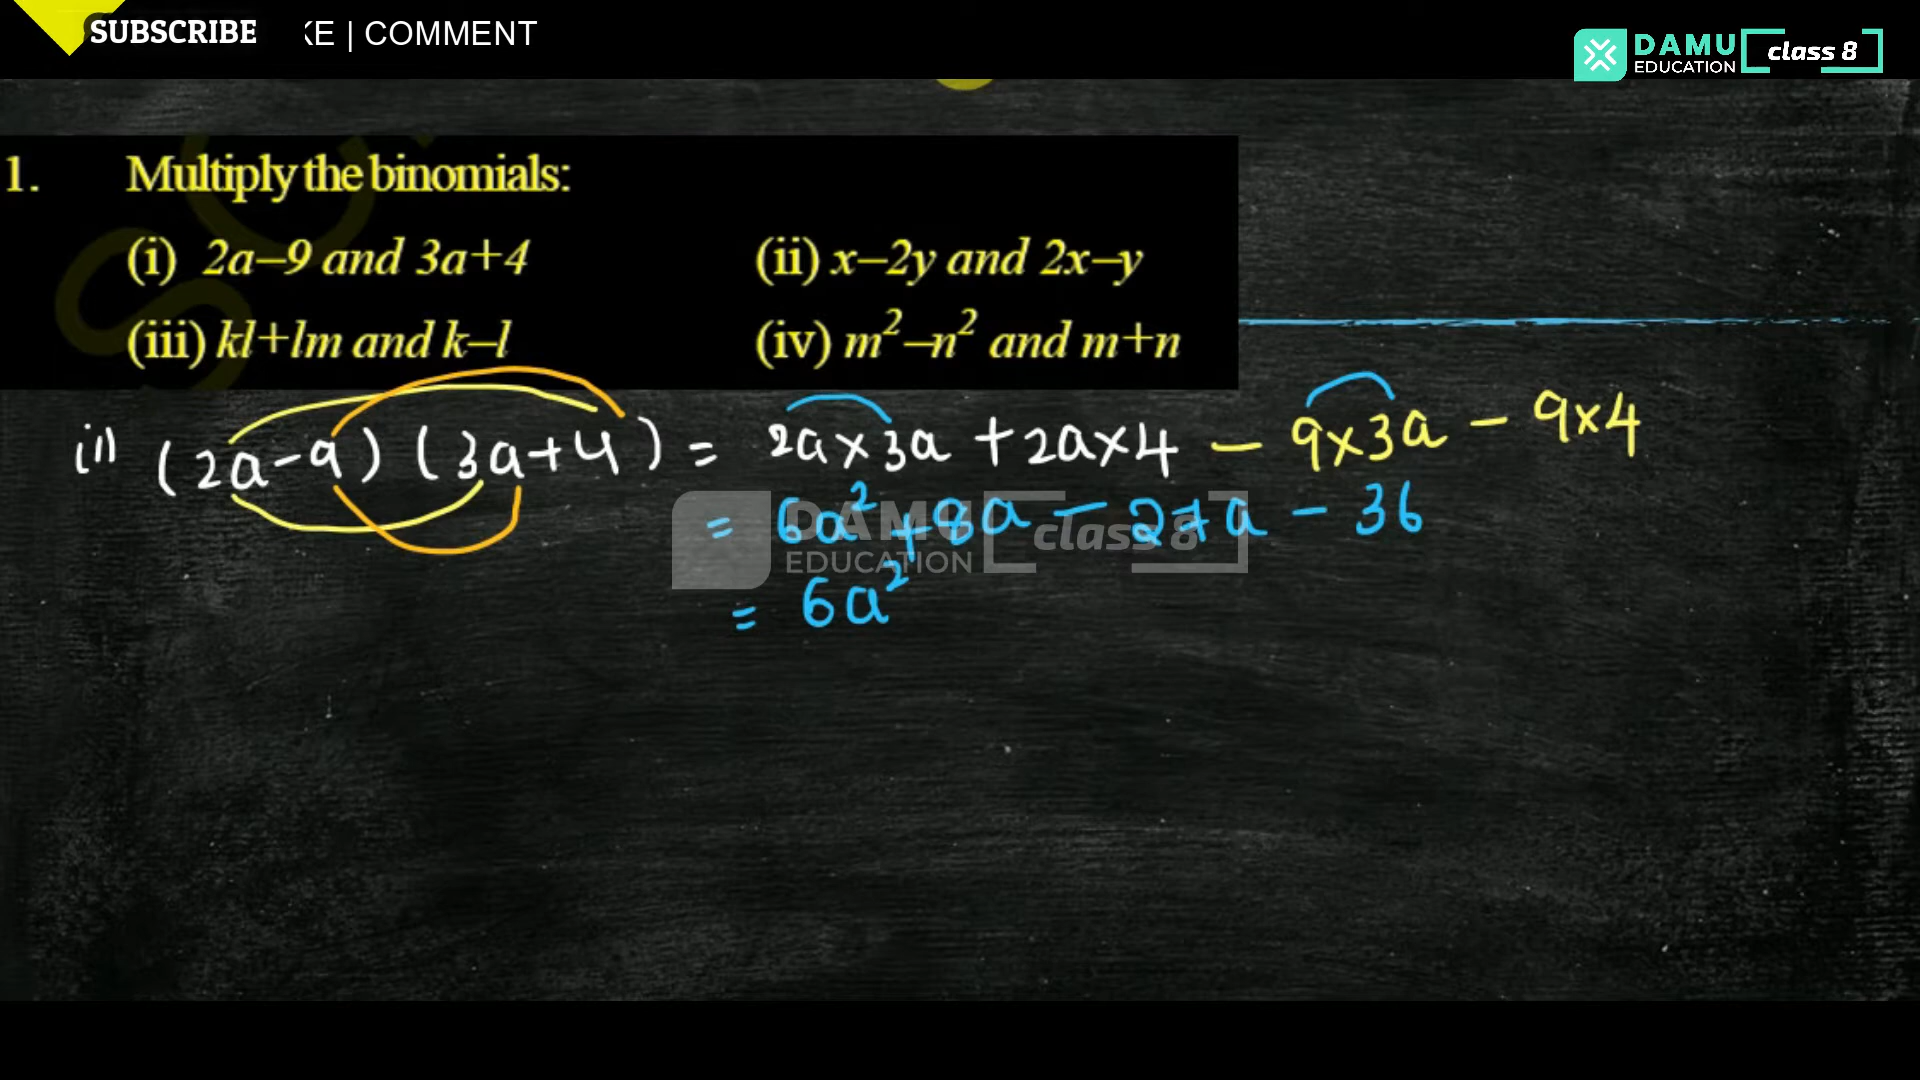 SUBSCRIBE KE | COMMENT
DAMU EDUCATION class 8
1. Multiply the binomials:
(i) 2a–9 and 3a+4 (ii) x–2y and 2x–y
(iii) kl+lm and k–l (iv) m²–n² and m+n
(2a-9) (3a+4) = 2a×3a +2a×4 - 9×3a - 9×4
= 6a² +8a - 27a - 36
DAMU EDUCATION class 8
= 6a²